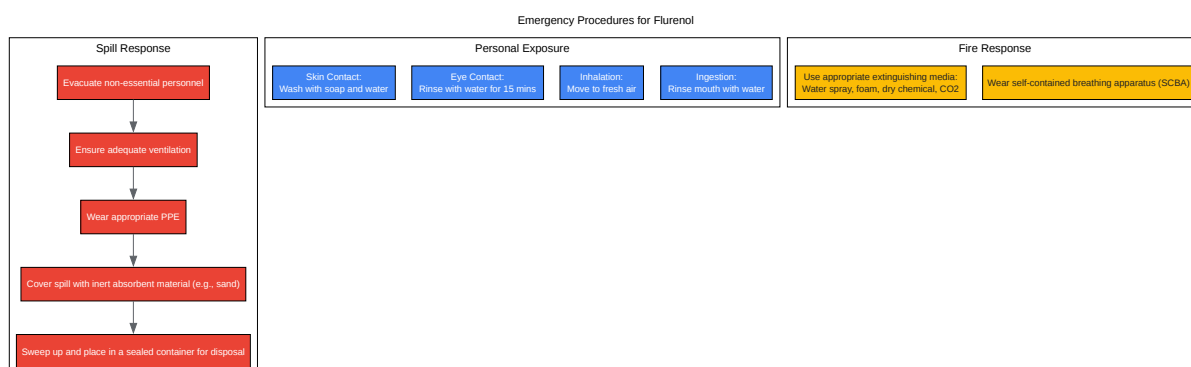 Emergency Procedures for Flurenol
Spill Response
Evacuate non-essential personnel
Ensure adequate ventilation
Wear appropriate PPE
Cover spill with inert absorbent material (e.g., sand)
Sweep up and place in a sealed container for disposal
Personal Exposure
Skin Contact:
Wash with soap and water
Eye Contact:
Rinse with water for 15 mins
Inhalation:
Move to fresh air
Ingestion:
Rinse mouth with water
Fire Response
Use appropriate extinguishing media:
Water spray, foam, dry chemical, CO2
Wear self-contained breathing apparatus (SCBA)